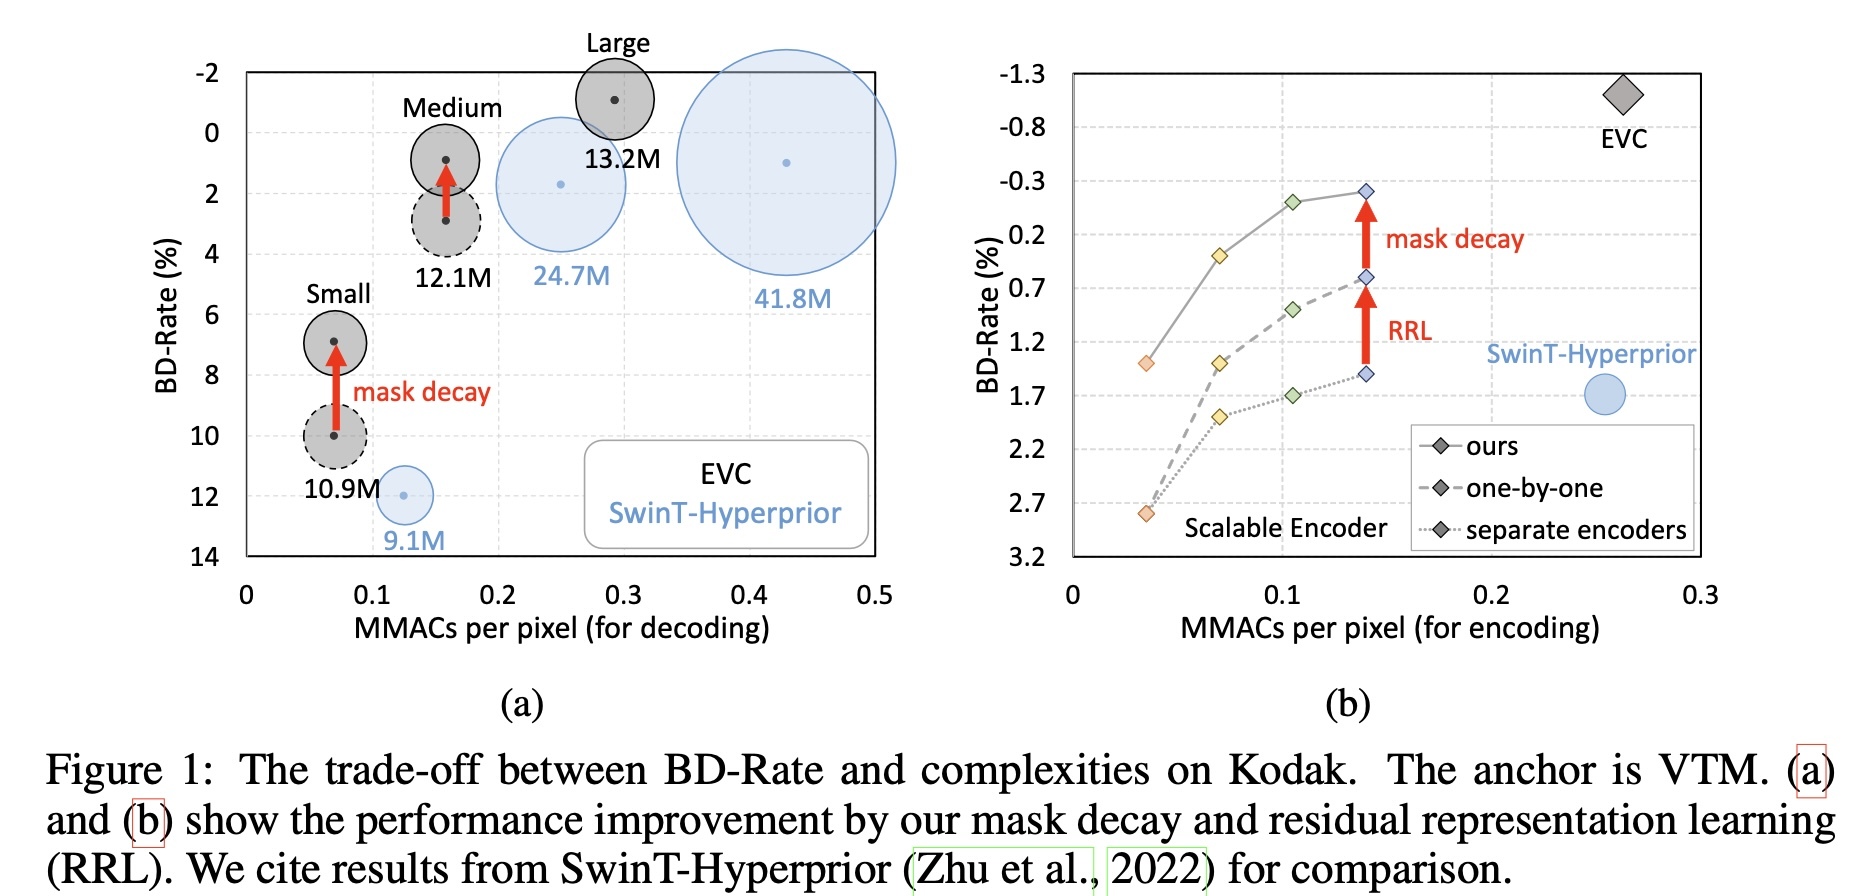 Large
-2
Medium
0
13.2M
2
4
12.1M
24.7M
41.8M
Small
6
8
mask decay
10
10.9M
12
9.1M
14
EVC
SwinT-Hyperprior
BD-Rate (%)
0 0.1 0.2 0.3 0.4 0.5
MMACs per pixel (for decoding)
(a)
-1.3
-0.8
EVC
-0.3
0.2
mask decay
0.7
RRL
1.2
SwinT-Hyperprior
1.7
2.2
2.7
3.2
ours
one-by-one
separate encoders
Scalable Encoder
BD-Rate (%)
0 0.1 0.2 0.3
MMACs per pixel (for encoding)
(b)
Figure 1: The trade-off between BD-Rate and complexities on Kodak. The anchor is VTM. (a)
and (b) show the performance improvement by our mask decay and residual representation learning
(RRL). We cite results from SwinT-Hyperprior (Zhu et al., 2022) for comparison.